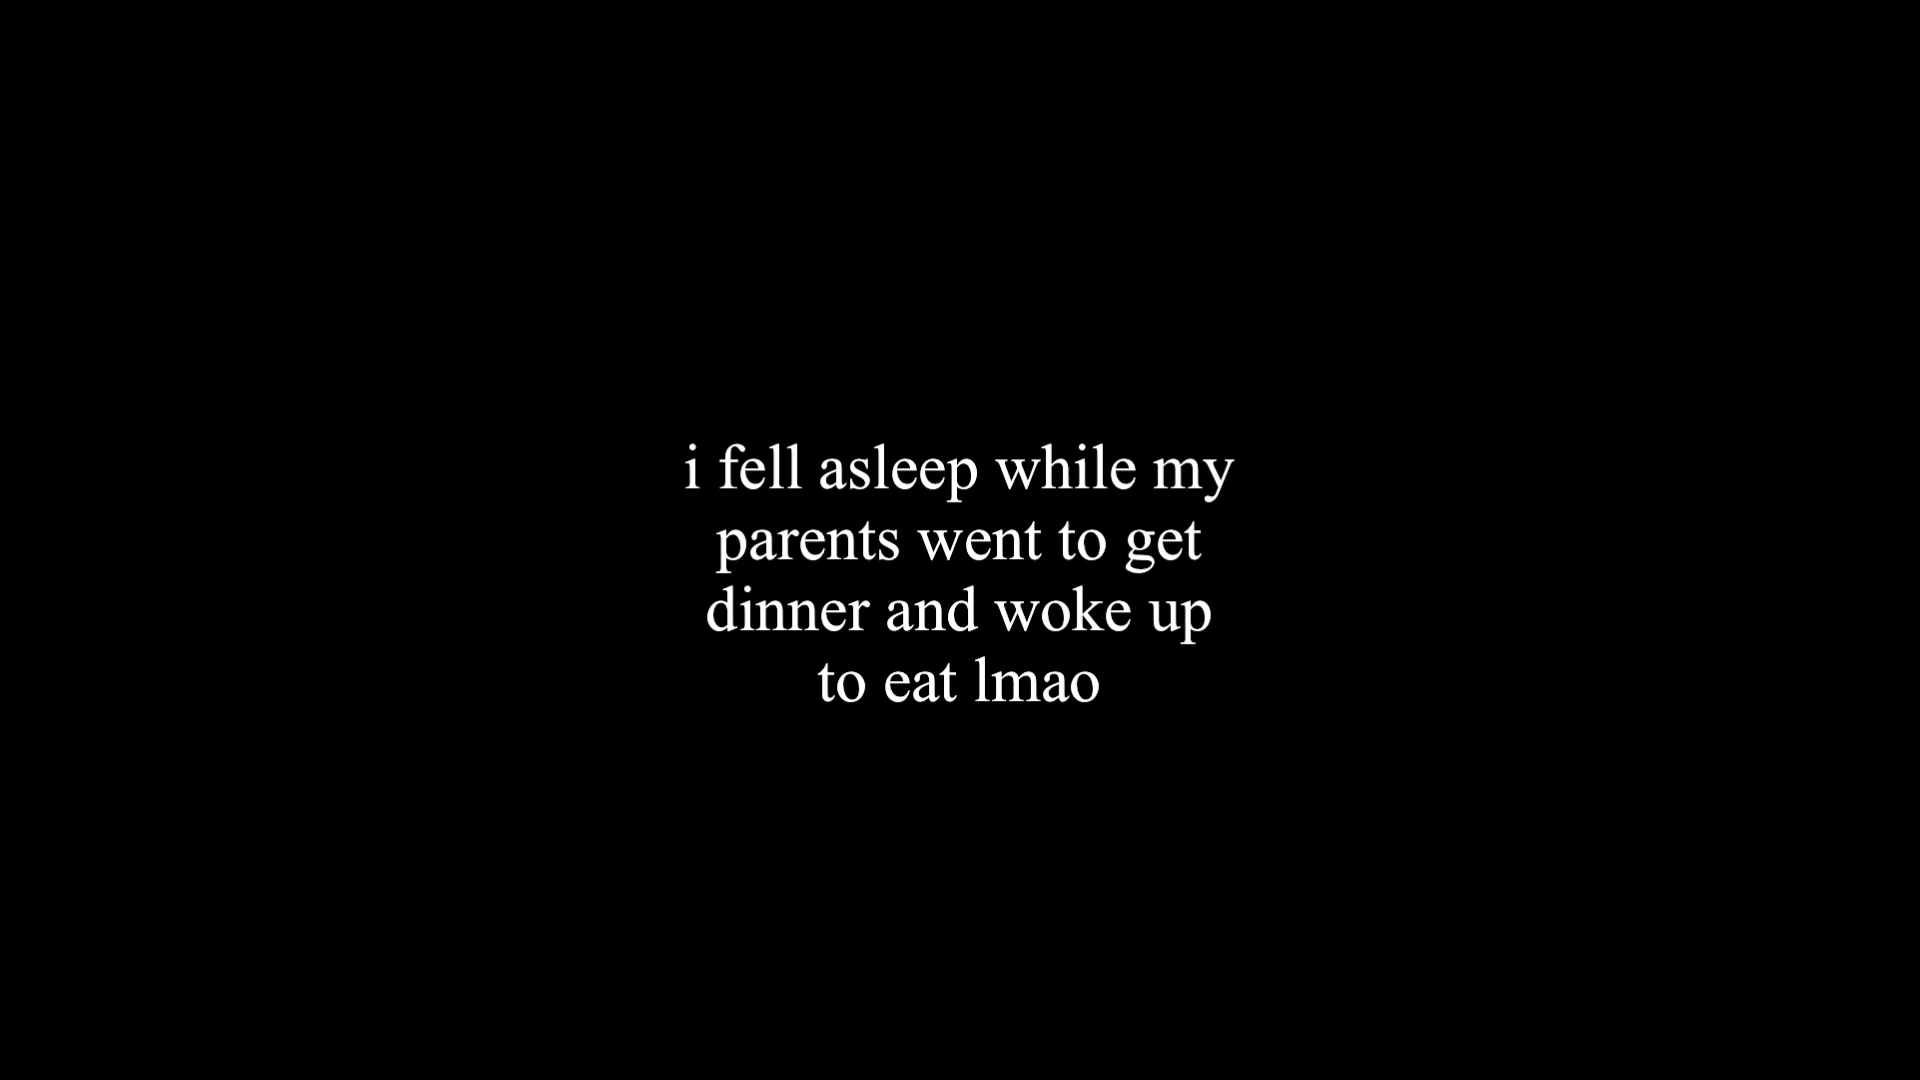 i fell asleep while my
parents went to get
dinner and woke up
to eat lmao